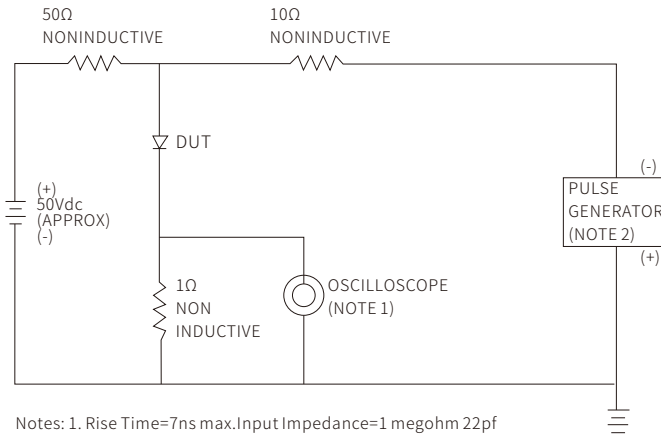 50Ω
NONINDUCTIVE
10Ω
NONINDUCTIVE
DUT
(+)
50Vdc
(APPROX)
(-)
(-)
PULSE
GENERATOR
(NOTE 2)
(+)
1Ω
NON
INDUCTIVE
OSCILLOSCOPE
(NOTE 1)
Notes: 1. Rise Time=7ns max.Input Impedance=1 megohm 22pf